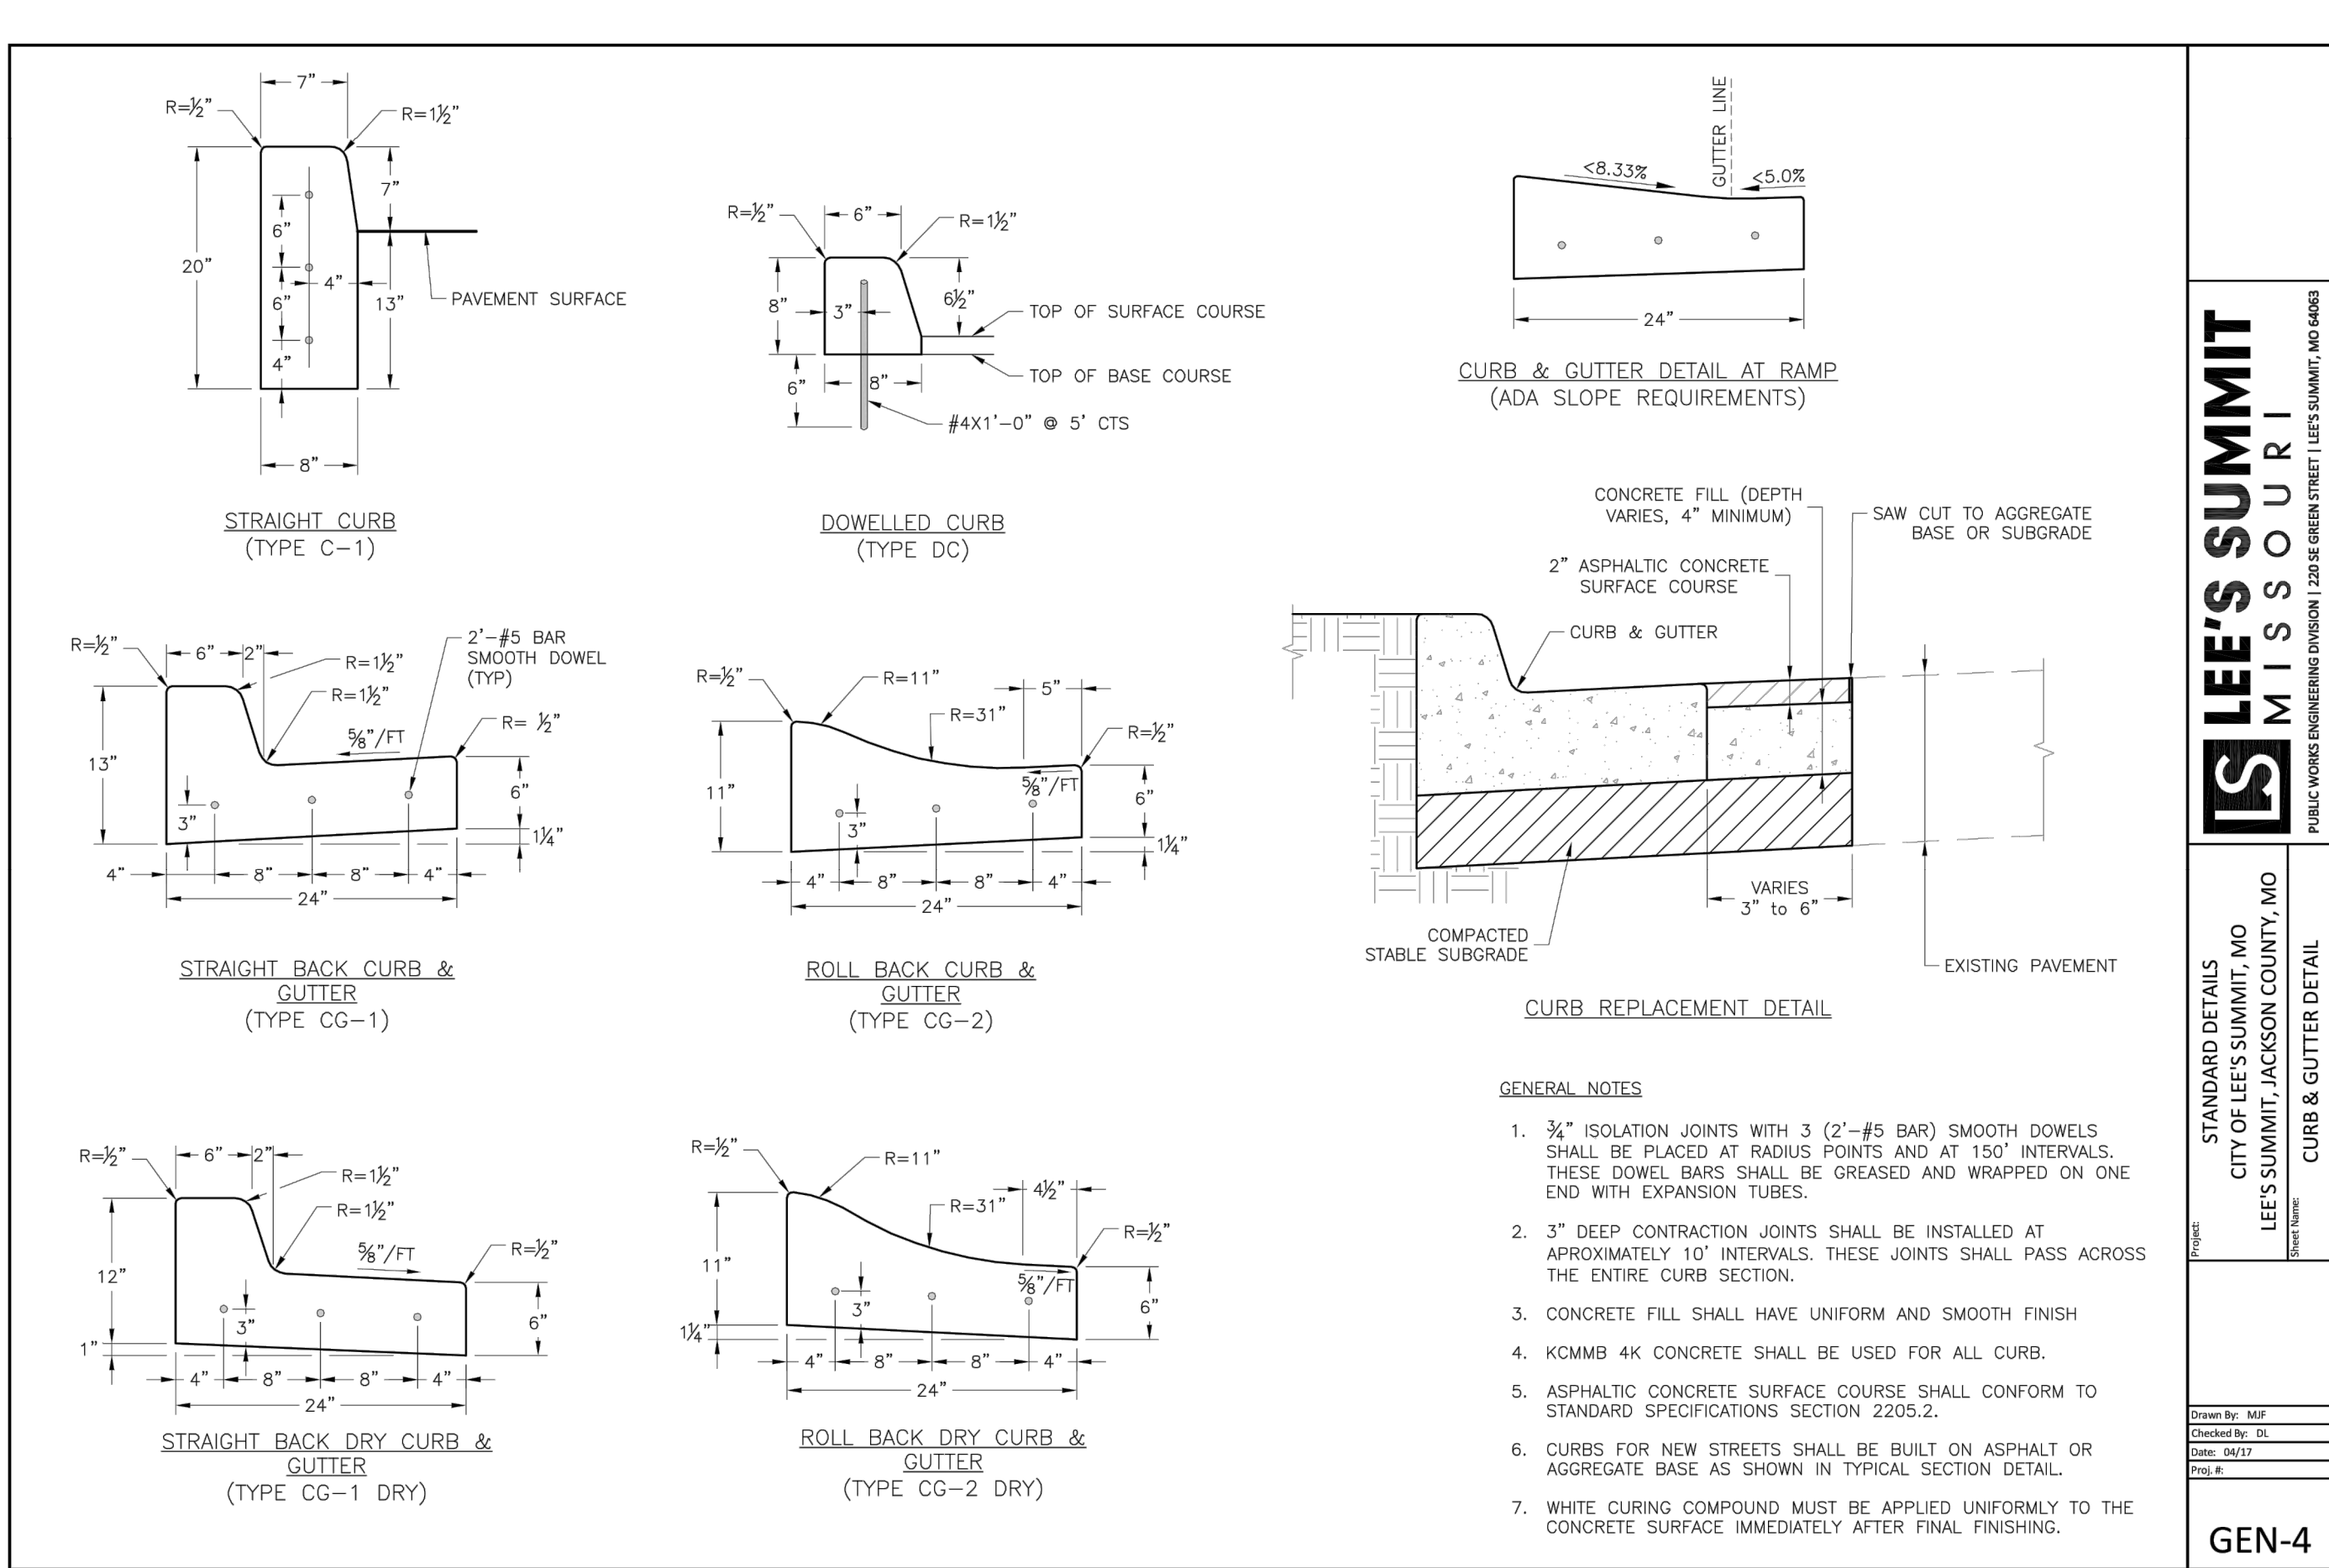 7"
R=½"
R=1½"
7"
6"
20"
4"
6"
13"
PAVEMENT SURFACE
4"
8"
STRAIGHT CURB
(TYPE C-1)
R=½"
6"
R=1½"
8"
3"
6½"
TOP OF SURFACE COURSE
6"
8"
TOP OF BASE COURSE
#4X1'-0" @ 5' CTS
DOWELLED CURB
(TYPE DC)
GUTTER LINE
<8.33%
<5.0%
24"
CURB & GUTTER DETAIL AT RAMP
(ADA SLOPE REQUIREMENTS)
R=½"
6"
2"
R=1½"
R=1½"
2'-#5 BAR
SMOOTH DOWEL
(TYP)
R= ½"
⅝"/FT
13"
6"
3"
1¼"
4"
8"
8"
4"
24"
STRAIGHT BACK CURB &
GUTTER
(TYPE CG-1)
R=½"
R=11"
5"
R=31"
R=½"
11"
⅝"/FT
6"
3"
1¼"
4"
8"
8"
4"
24"
ROLL BACK CURB &
GUTTER
(TYPE CG-2)
CONCRETE FILL (DEPTH
VARIES, 4" MINIMUM)
SAW CUT TO AGGREGATE
BASE OR SUBGRADE
2" ASPHALTIC CONCRETE
SURFACE COURSE
CURB & GUTTER
VARIES
3" to 6"
COMPACTED
STABLE SUBGRADE
EXISTING PAVEMENT
CURB REPLACEMENT DETAIL
R=½"
6"
2"
R=1½"
R=1½"
⅝"/FT
R=½"
12"
6"
3"
1"
4"
8"
8"
4"
24"
STRAIGHT BACK DRY CURB &
GUTTER
(TYPE CG-1 DRY)
R=½"
R=11"
4½"
R=31"
R=½"
11"
⅝"/FT
6"
3"
1¼"
4"
8"
8"
4"
24"
ROLL BACK DRY CURB &
GUTTER
(TYPE CG-2 DRY)
GENERAL NOTES
1. ¾" ISOLATION JOINTS WITH 3 (2'-#5 BAR) SMOOTH DOWELS
SHALL BE PLACED AT RADIUS POINTS AND AT 150' INTERVALS.
THESE DOWEL BARS SHALL BE GREASED AND WRAPPED ON ONE
END WITH EXPANSION TUBES.
2. 3" DEEP CONTRACTION JOINTS SHALL BE INSTALLED AT
APROXIMATELY 10' INTERVALS. THESE JOINTS SHALL PASS ACROSS
THE ENTIRE CURB SECTION.
3. CONCRETE FILL SHALL HAVE UNIFORM AND SMOOTH FINISH
4. KCMMB 4K CONCRETE SHALL BE USED FOR ALL CURB.
5. ASPHALTIC CONCRETE SURFACE COURSE SHALL CONFORM TO
STANDARD SPECIFICATIONS SECTION 2205.2.
6. CURBS FOR NEW STREETS SHALL BE BUILT ON ASPHALT OR
AGGREGATE BASE AS SHOWN IN TYPICAL SECTION DETAIL.
7. WHITE CURING COMPOUND MUST BE APPLIED UNIFORMLY TO THE
CONCRETE SURFACE IMMEDIATELY AFTER FINAL FINISHING.
LS
LEE'S SUMMIT
MISSOURI
PUBLIC WORKS ENGINEERING DIVISION | 220 SE GREEN STREET | LEE'S SUMMIT, MO 64063
Project:
STANDARD DETAILS
CITY OF LEE'S SUMMIT, MO
LEE'S SUMMIT, JACKSON COUNTY, MO
Sheet Name:
CURB & GUTTER DETAIL
Drawn By: MJF
Checked By: DL
Date: 04/17
Proj. #:
GEN-4